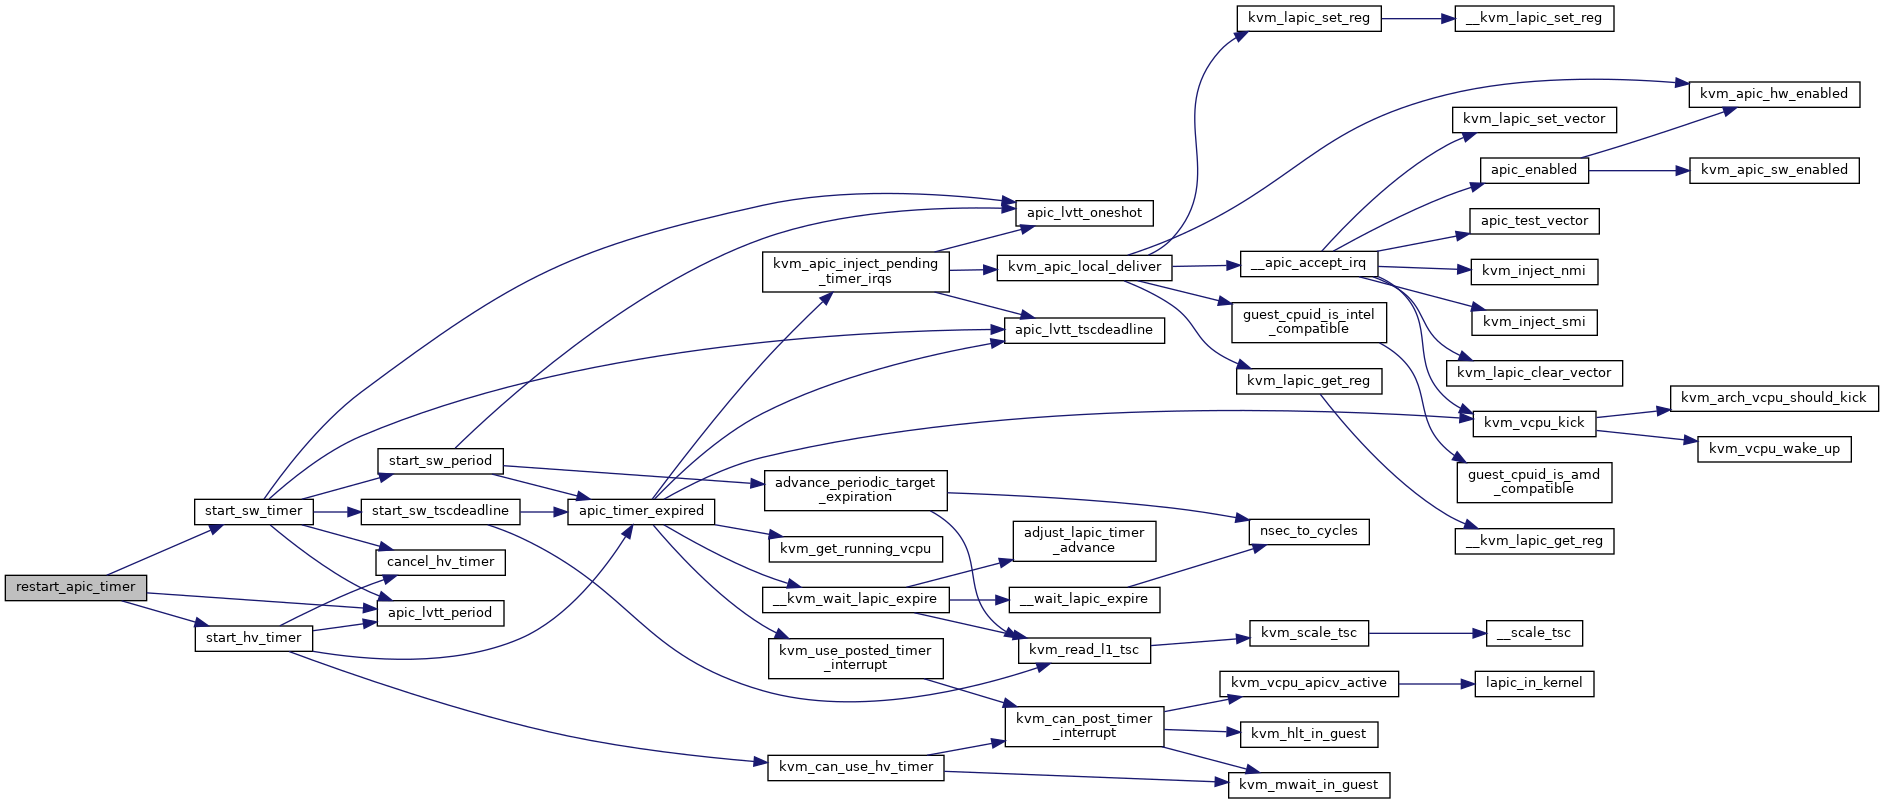 restart_apic_timer
start_sw_timer
start_hv_timer
start_sw_period
start_sw_tscdeadline
cancel_hv_timer
apic_lvtt_period
apic_timer_expired
kvm_apic_inject_pending
_timer_irqs
advance_periodic_target
_expiration
kvm_get_running_vcpu
__kvm_wait_lapic_expire
kvm_use_posted_timer
_interrupt
kvm_can_use_hv_timer
apic_lvtt_oneshot
kvm_apic_local_deliver
apic_lvtt_tscdeadline
adjust_lapic_timer
_advance
__wait_lapic_expire
kvm_read_l1_tsc
kvm_can_post_timer
_interrupt
kvm_lapic_set_reg
__apic_accept_irq
guest_cpuid_is_intel
_compatible
kvm_lapic_get_reg
nsec_to_cycles
kvm_scale_tsc
kvm_vcpu_apicv_active
kvm_hlt_in_guest
kvm_mwait_in_guest
__kvm_lapic_set_reg
kvm_lapic_set_vector
apic_enabled
apic_test_vector
kvm_inject_nmi
kvm_inject_smi
kvm_lapic_clear_vector
kvm_vcpu_kick
guest_cpuid_is_amd
_compatible
__kvm_lapic_get_reg
__scale_tsc
lapic_in_kernel
kvm_apic_hw_enabled
kvm_apic_sw_enabled
kvm_arch_vcpu_should_kick
kvm_vcpu_wake_up